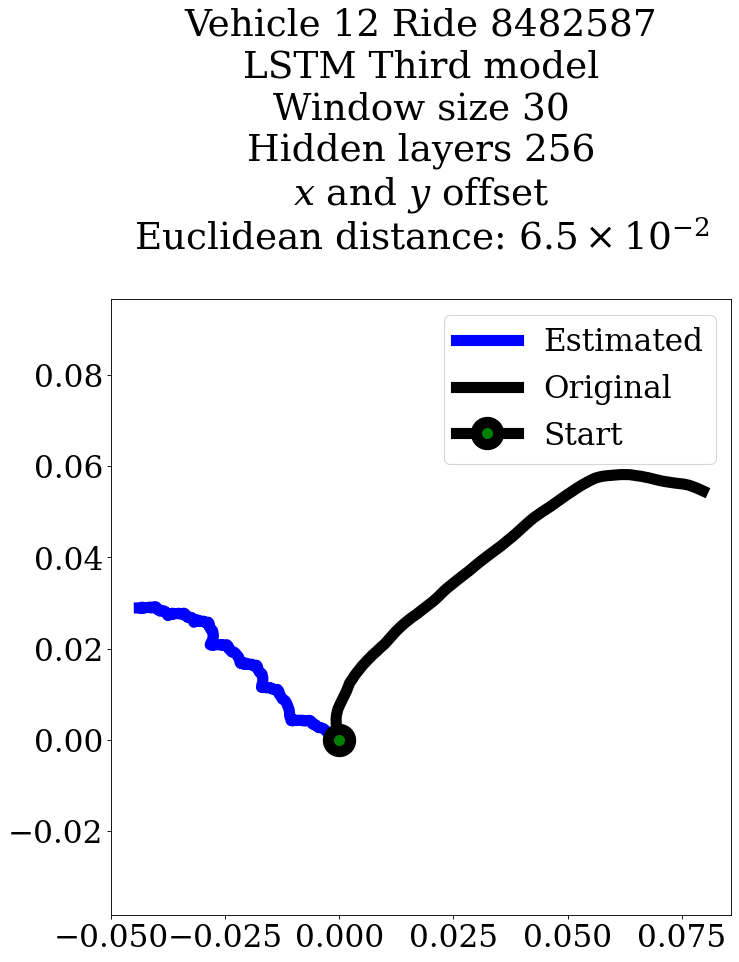 Vehicle 12 Ride 8482587
LSTM Third model
Window size 30
Hidden layers 256
x and y offset
Euclidean distance: 6.5 × 10⁻²
Estimated
Original
Start
0.08
0.06
0.04
0.02
0.00
−0.02
−0.050 −0.025 0.000 0.025 0.050 0.075